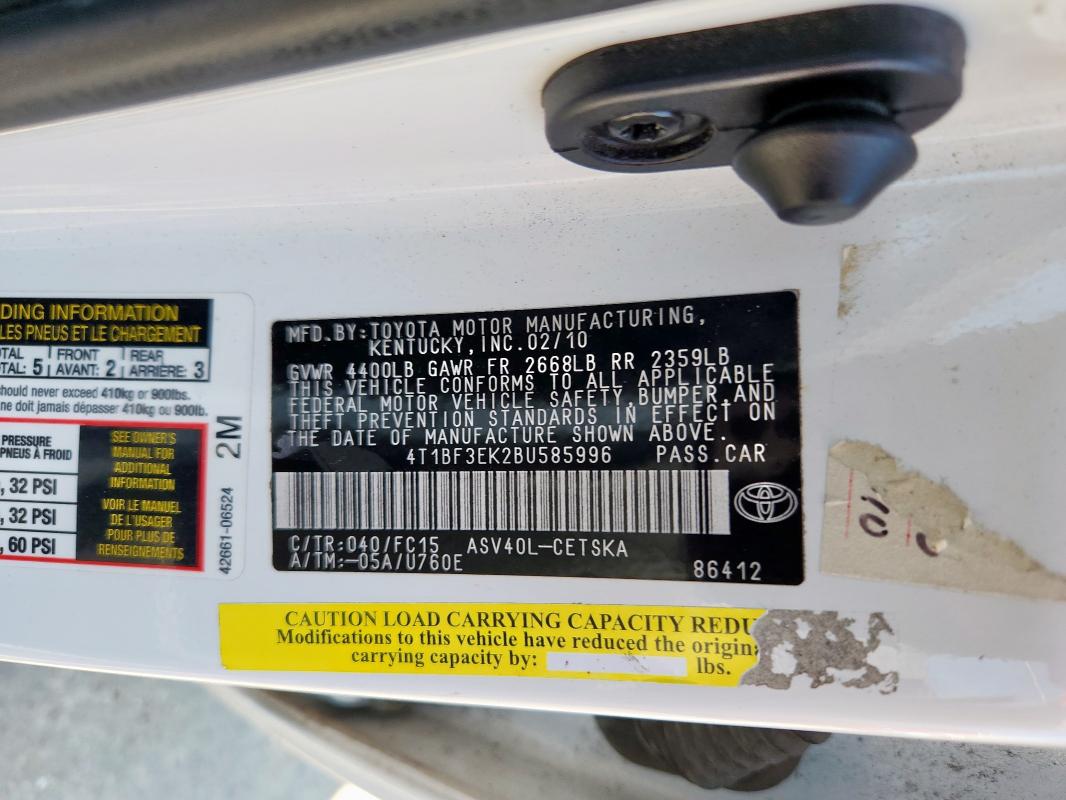 DING INFORMATION
LES PNEUS ET LE CHARGEMENT
OTAL 5 FRONT 2 REAR 3
TAL: AVANT: ARRIÈRE:
should never exceed 410kg or 900lbs.
ne doit jamais dépasser 410kg ou 900lb.
PRESSURE
PNEUS À FROID
, 32 PSI
, 32 PSI
, 60 PSI
SEE OWNER'S
MANUAL FOR
ADDITIONAL
INFORMATION
VOIR LE MANUEL
DE L'USAGER
POUR PLUS DE
RENSEIGNEMENTS
2M
42661-06524
MFD.BY:TOYOTA MOTOR MANUFACTURING,
KENTUCKY,INC.02/10
GVWR 4400LB GAWR FR 2668LB RR 2359LB
THIS VEHICLE CONFORMS TO ALL APPLICABLE
FEDERAL MOTOR VEHICLE SAFETY,BUMPER,AND
THEFT PREVENTION STANDARDS IN EFFECT ON
THE DATE OF MANUFACTURE SHOWN ABOVE.
4T1BF3EK2BU585996 PASS.CAR
C/TR:040/FC15 ASV40L-CETSKA
A/TM:-05A/U760E
86412
CAUTION LOAD CARRYING CAPACITY REDU
Modifications to this vehicle have reduced the origina
carrying capacity by: lbs.
10